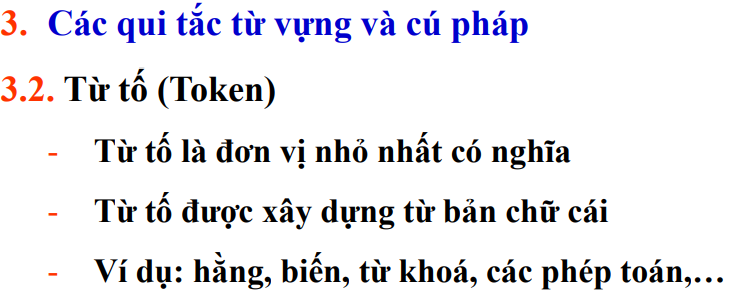 3. Các qui tắc từ vựng và cú pháp
3.2. Từ tố (Token)
- Từ tố là đơn vị nhỏ nhất có nghĩa
- Từ tố được xây dựng từ bản chữ cái
- Ví dụ: hằng, biến, từ khoá, các phép toán,…